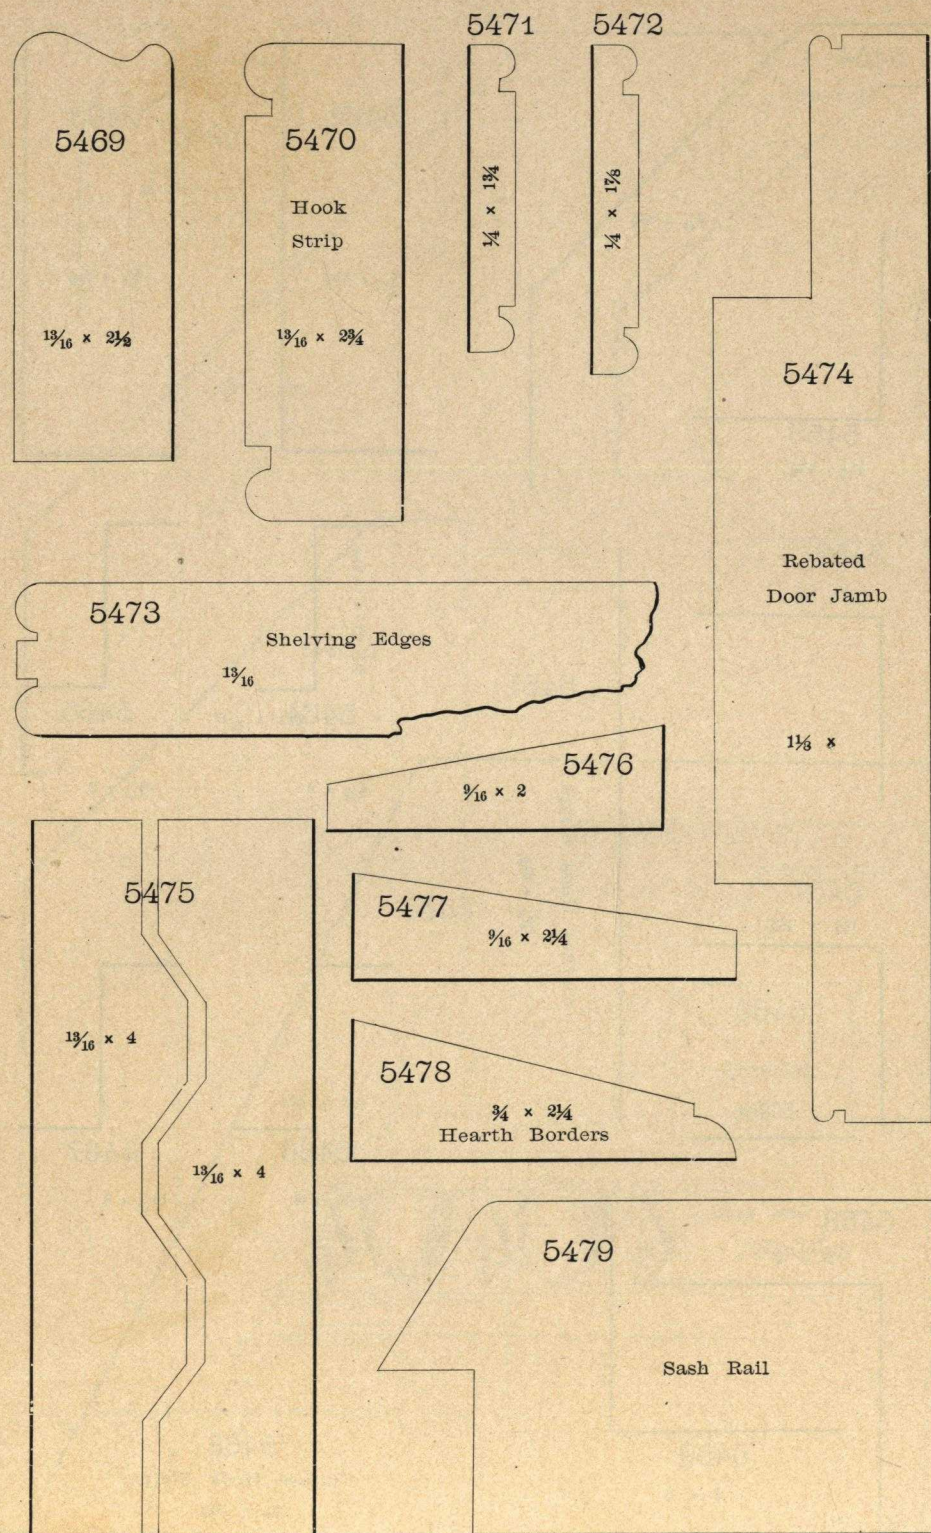 5471
5472
5469
5470
Hook
Strip
13/16 × 2½
13/16 × 2¾
¼ × 1¾
¼ × 1⅞
5474
Rebated
Door Jamb
1⅛ ×
5473
Shelving Edges
13/16
5476
9/16 × 2
5475
13/16 × 4
13/16 × 4
5477
9/16 × 2¼
5478
¾ × 2¼
Hearth Borders
5479
Sash Rail